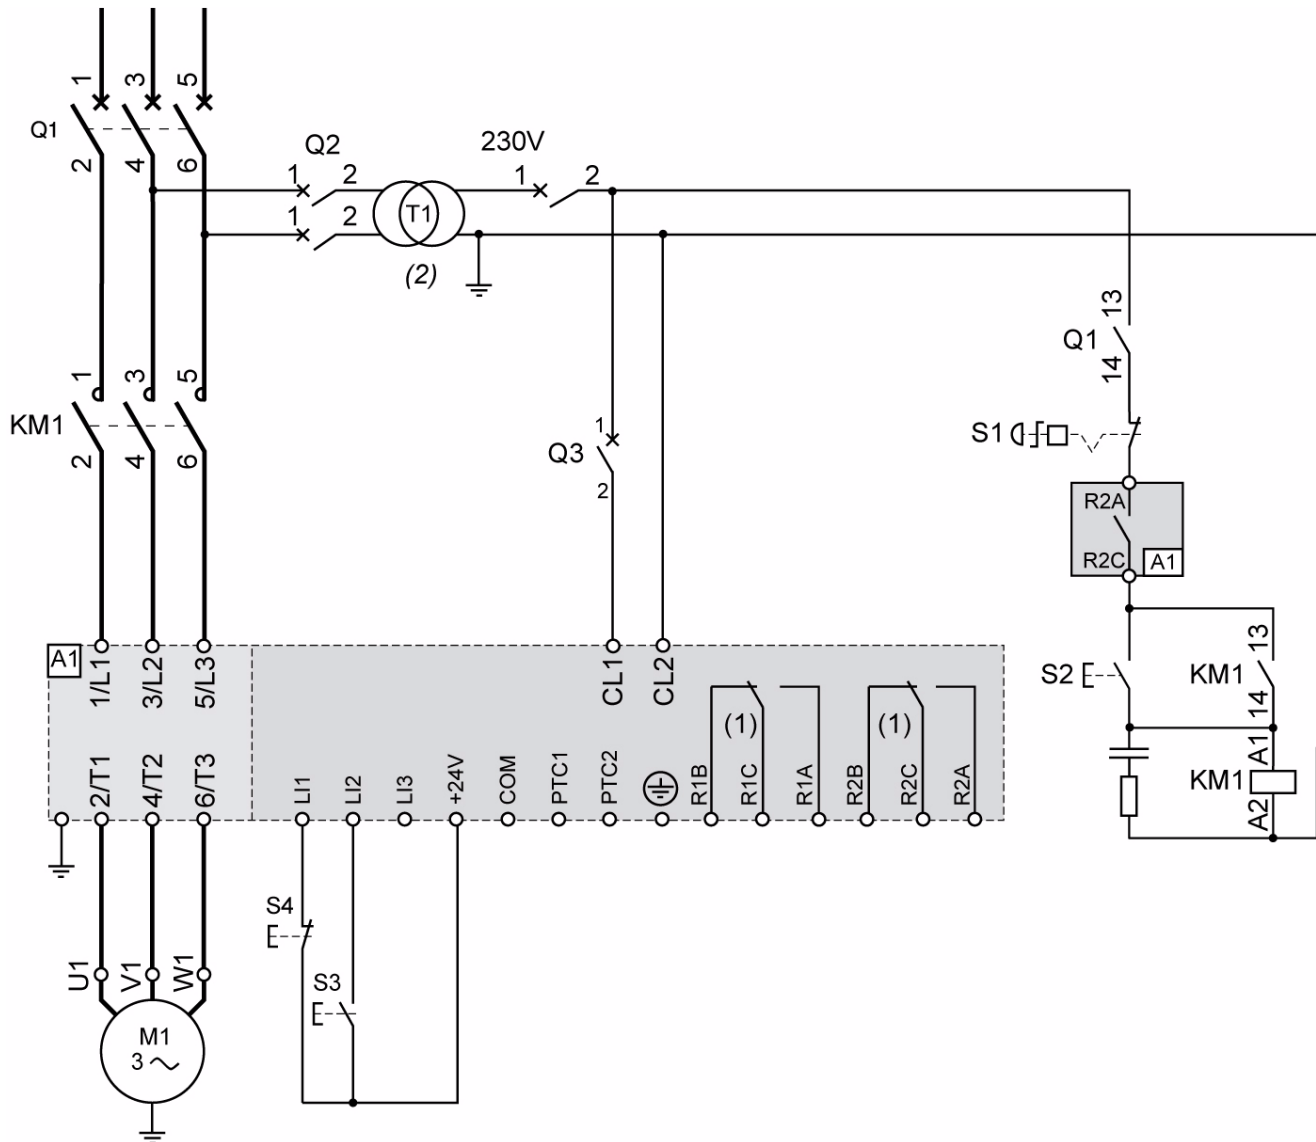 1 3 5
Q1
2 4 6
Q2
230V
1 2
1 2
1 2
T1
(2)
13
Q1
14
1 3 5
KM1
2 4 6
1
Q3
2
S1
R2A
R2C A1
A1
1/L1 3/L2 5/L3
CL1 CL2
13
S2
KM1
14
(1) (1)
2/T1 4/T2 6/T3
LI1 LI2 LI3 +24V COM PTC1 PTC2 R1B R1C R1A R2B R2C R2A
A1
KM1
A2
S4
S3
U1 V1 W1
M1
3